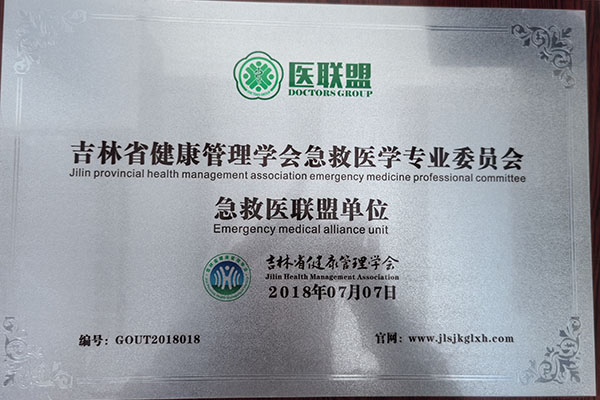 医联盟
DOCTORS GROUP
吉林省健康管理学会急救医学专业委员会
Jilin provincial health management association emergency medicine professional committee
急救医联盟单位
Emergency medical alliance unit
吉林省健康管理学会
Jilin Health Management Association
2018年07月07日
编号：GOUT2018018
官网：www.jlsjkglxh.com